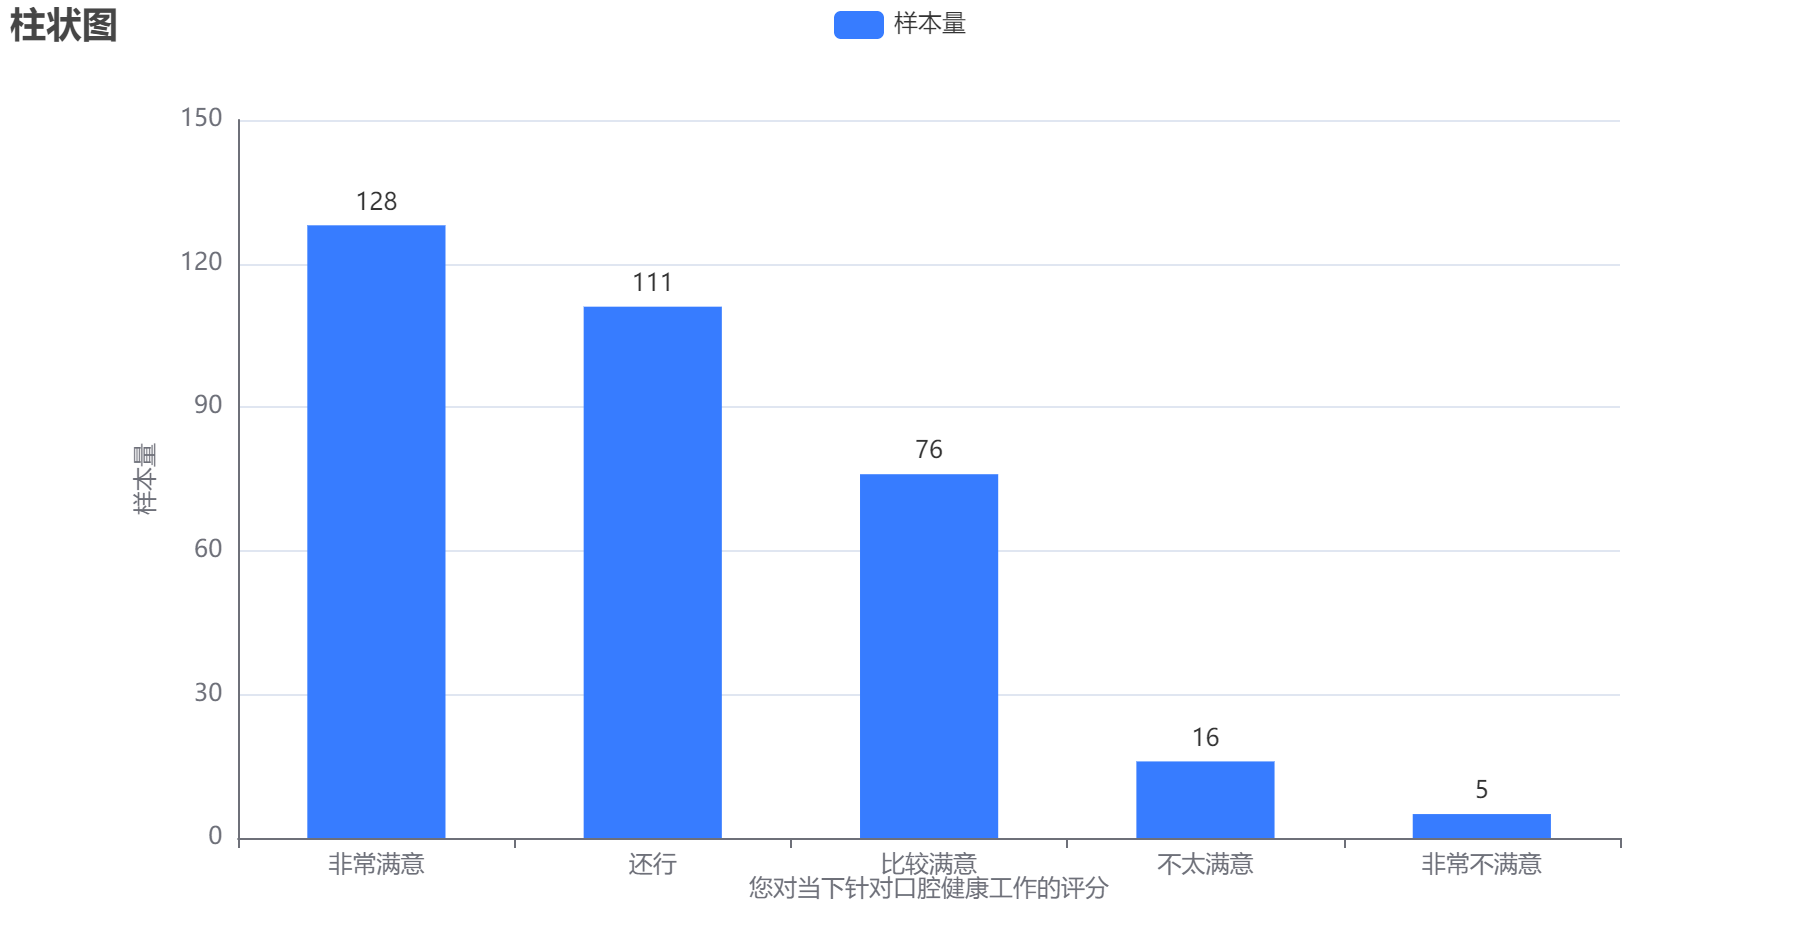 柱状图
样本量
150
120
90
60
30
0
样本量
128
111
76
16
5
非常满意
还行
比较满意
不太满意
非常不满意
您对当下针对口腔健康工作的评分